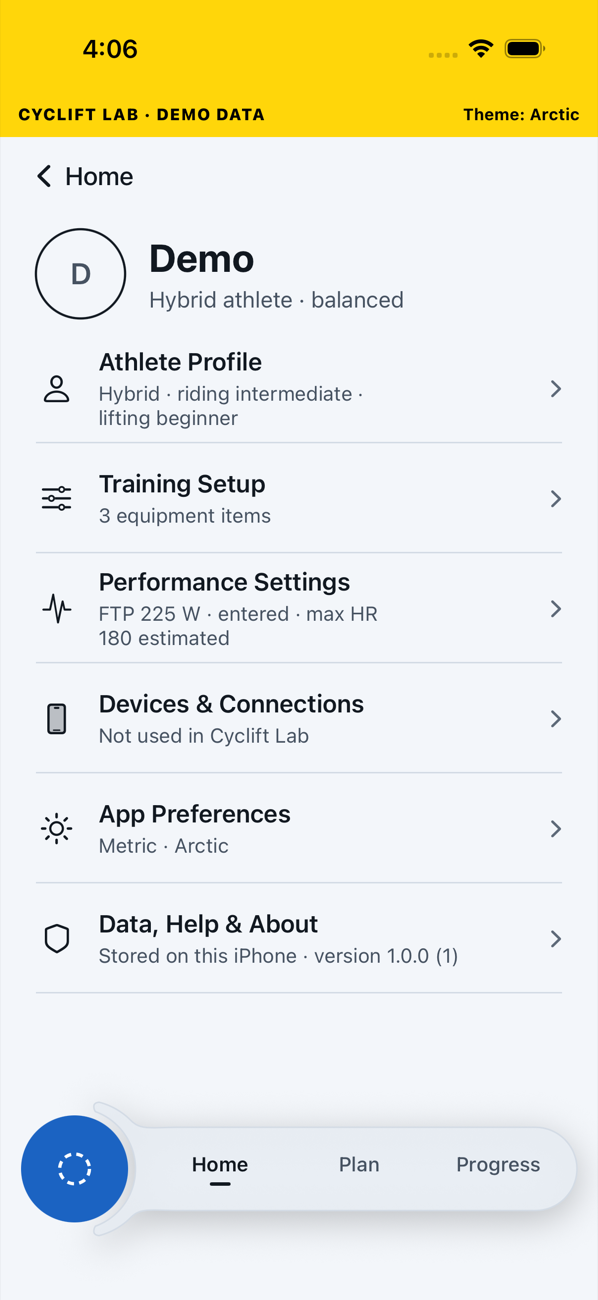 4:06
CYCLIFT LAB · DEMO DATA
Theme: Arctic
Home
D
Demo
Hybrid athlete · balanced
Athlete Profile
Hybrid · riding intermediate ·
lifting beginner
Training Setup
3 equipment items
Performance Settings
FTP 225 W · entered · max HR
180 estimated
Devices & Connections
Not used in Cyclift Lab
App Preferences
Metric · Arctic
Data, Help & About
Stored on this iPhone · version 1.0.0 (1)
Home
Plan
Progress